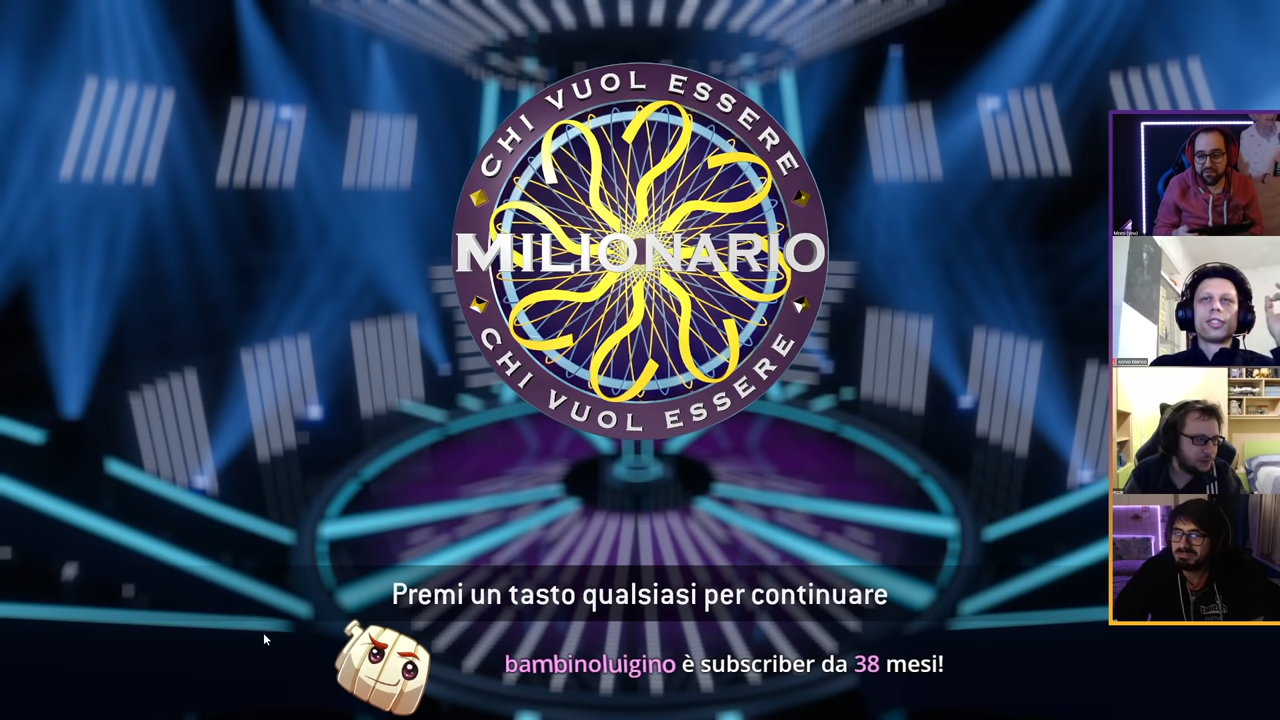 CHI VUOL ESSERE
MILIONARIO
CHI VUOL ESSERE
Premi un tasto qualsiasi per continuare
bambinoluigino è subscriber da 38 mesi!